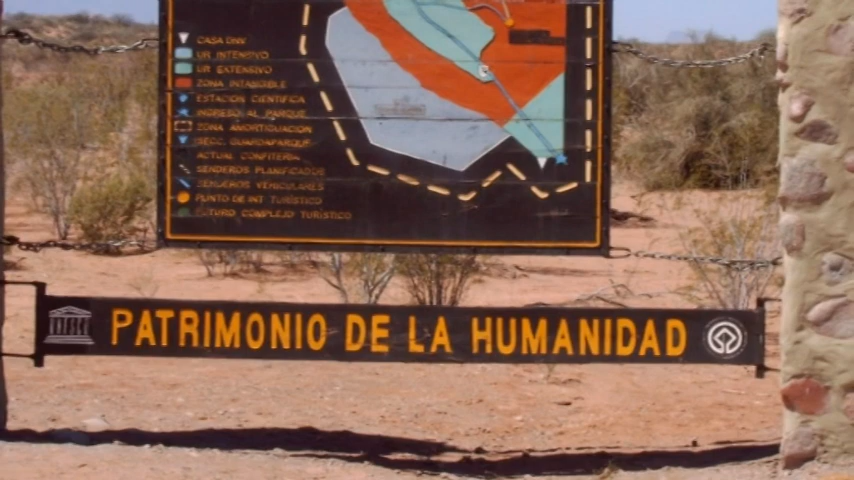 CASA DNN
UR INTENSIVO
UR EXTENSIVO
ZONA INTANGIBLE
ESTACION CIENTIFICA
INGRESO AL PARQUE
ZONA AMORTIGUACION
SECC. GUARDAPARQUE
ACTUAL CONFITERIA
SENDEROS PLANIFICADOS
SENDEROS VEHICULARES
PUNTO DE INT TURISTICO
FUTURO COMPLEJO TURISTICO
UNESCO
PATRIMONIO DE LA HUMANIDAD